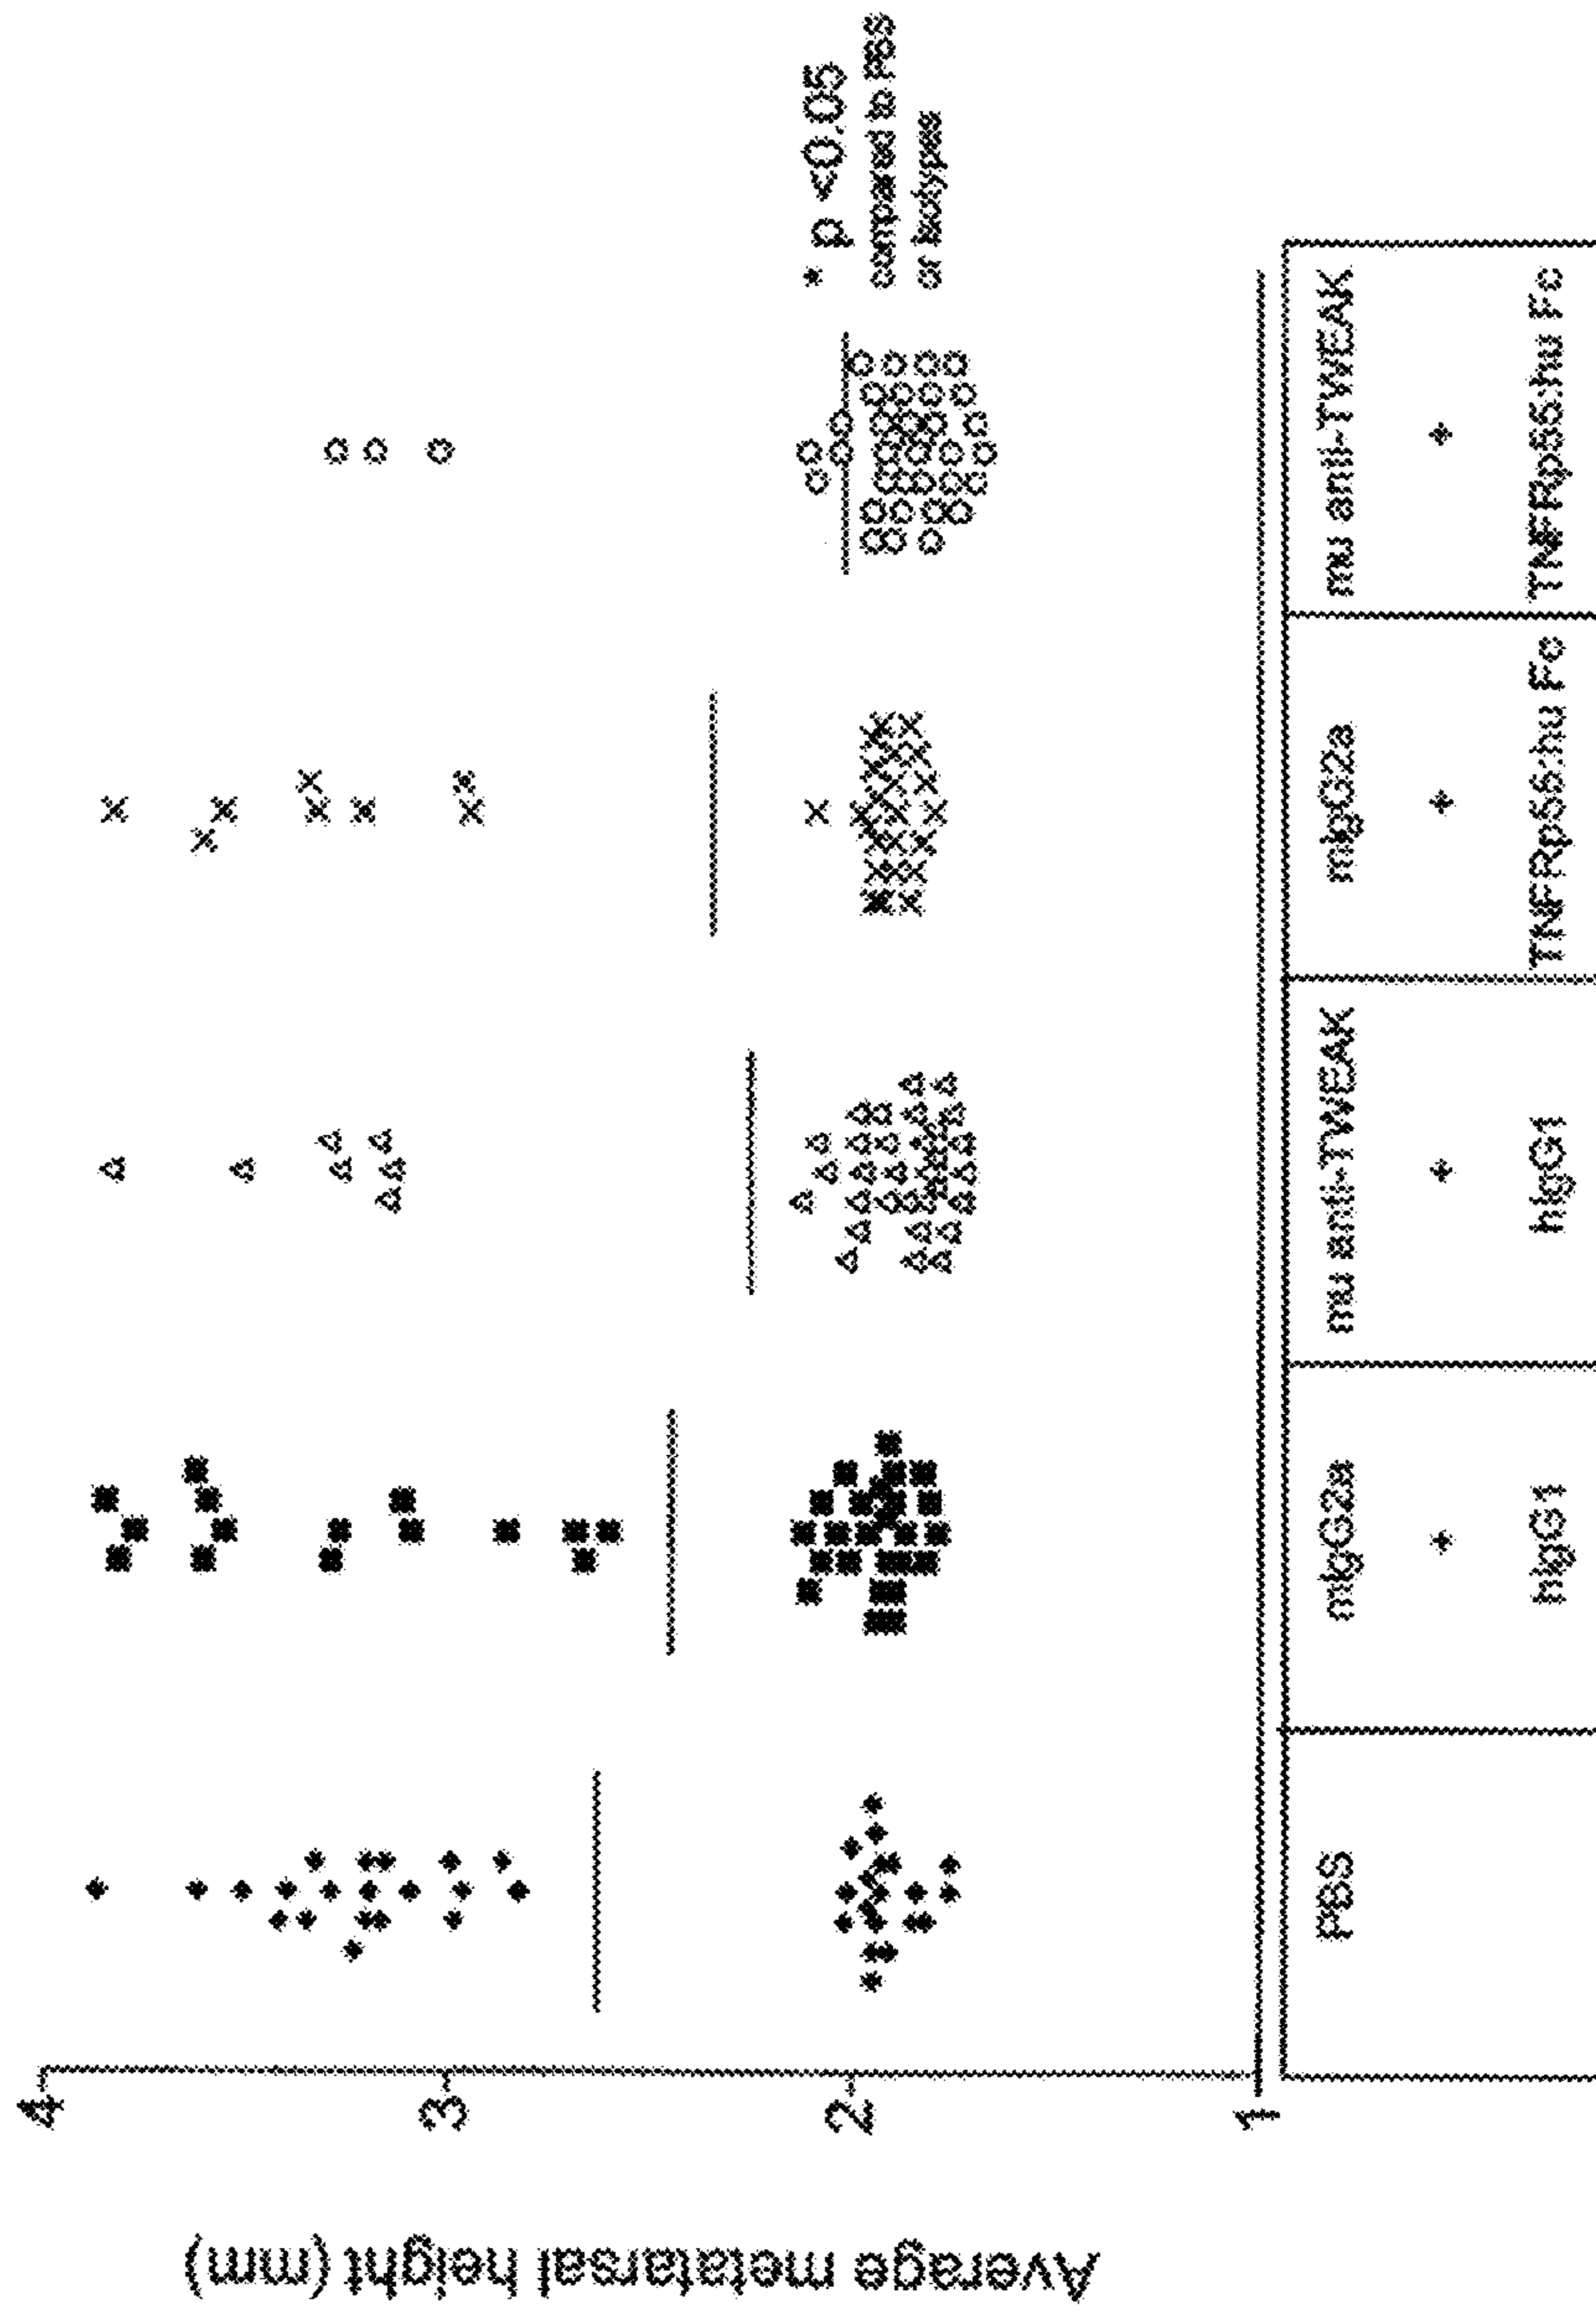 Average metatarsal height (mm)
4
3
2
1
* p <0.05
compared to PBS
or isotypes
PBS
mIgG2a
+
hIgG1
mu anti-TWEAK
+
hIgG1
mIgG2a
+
TNFRp55:hu Fc
mu anti-TWEAK
+
TNFRp55:hu Fc